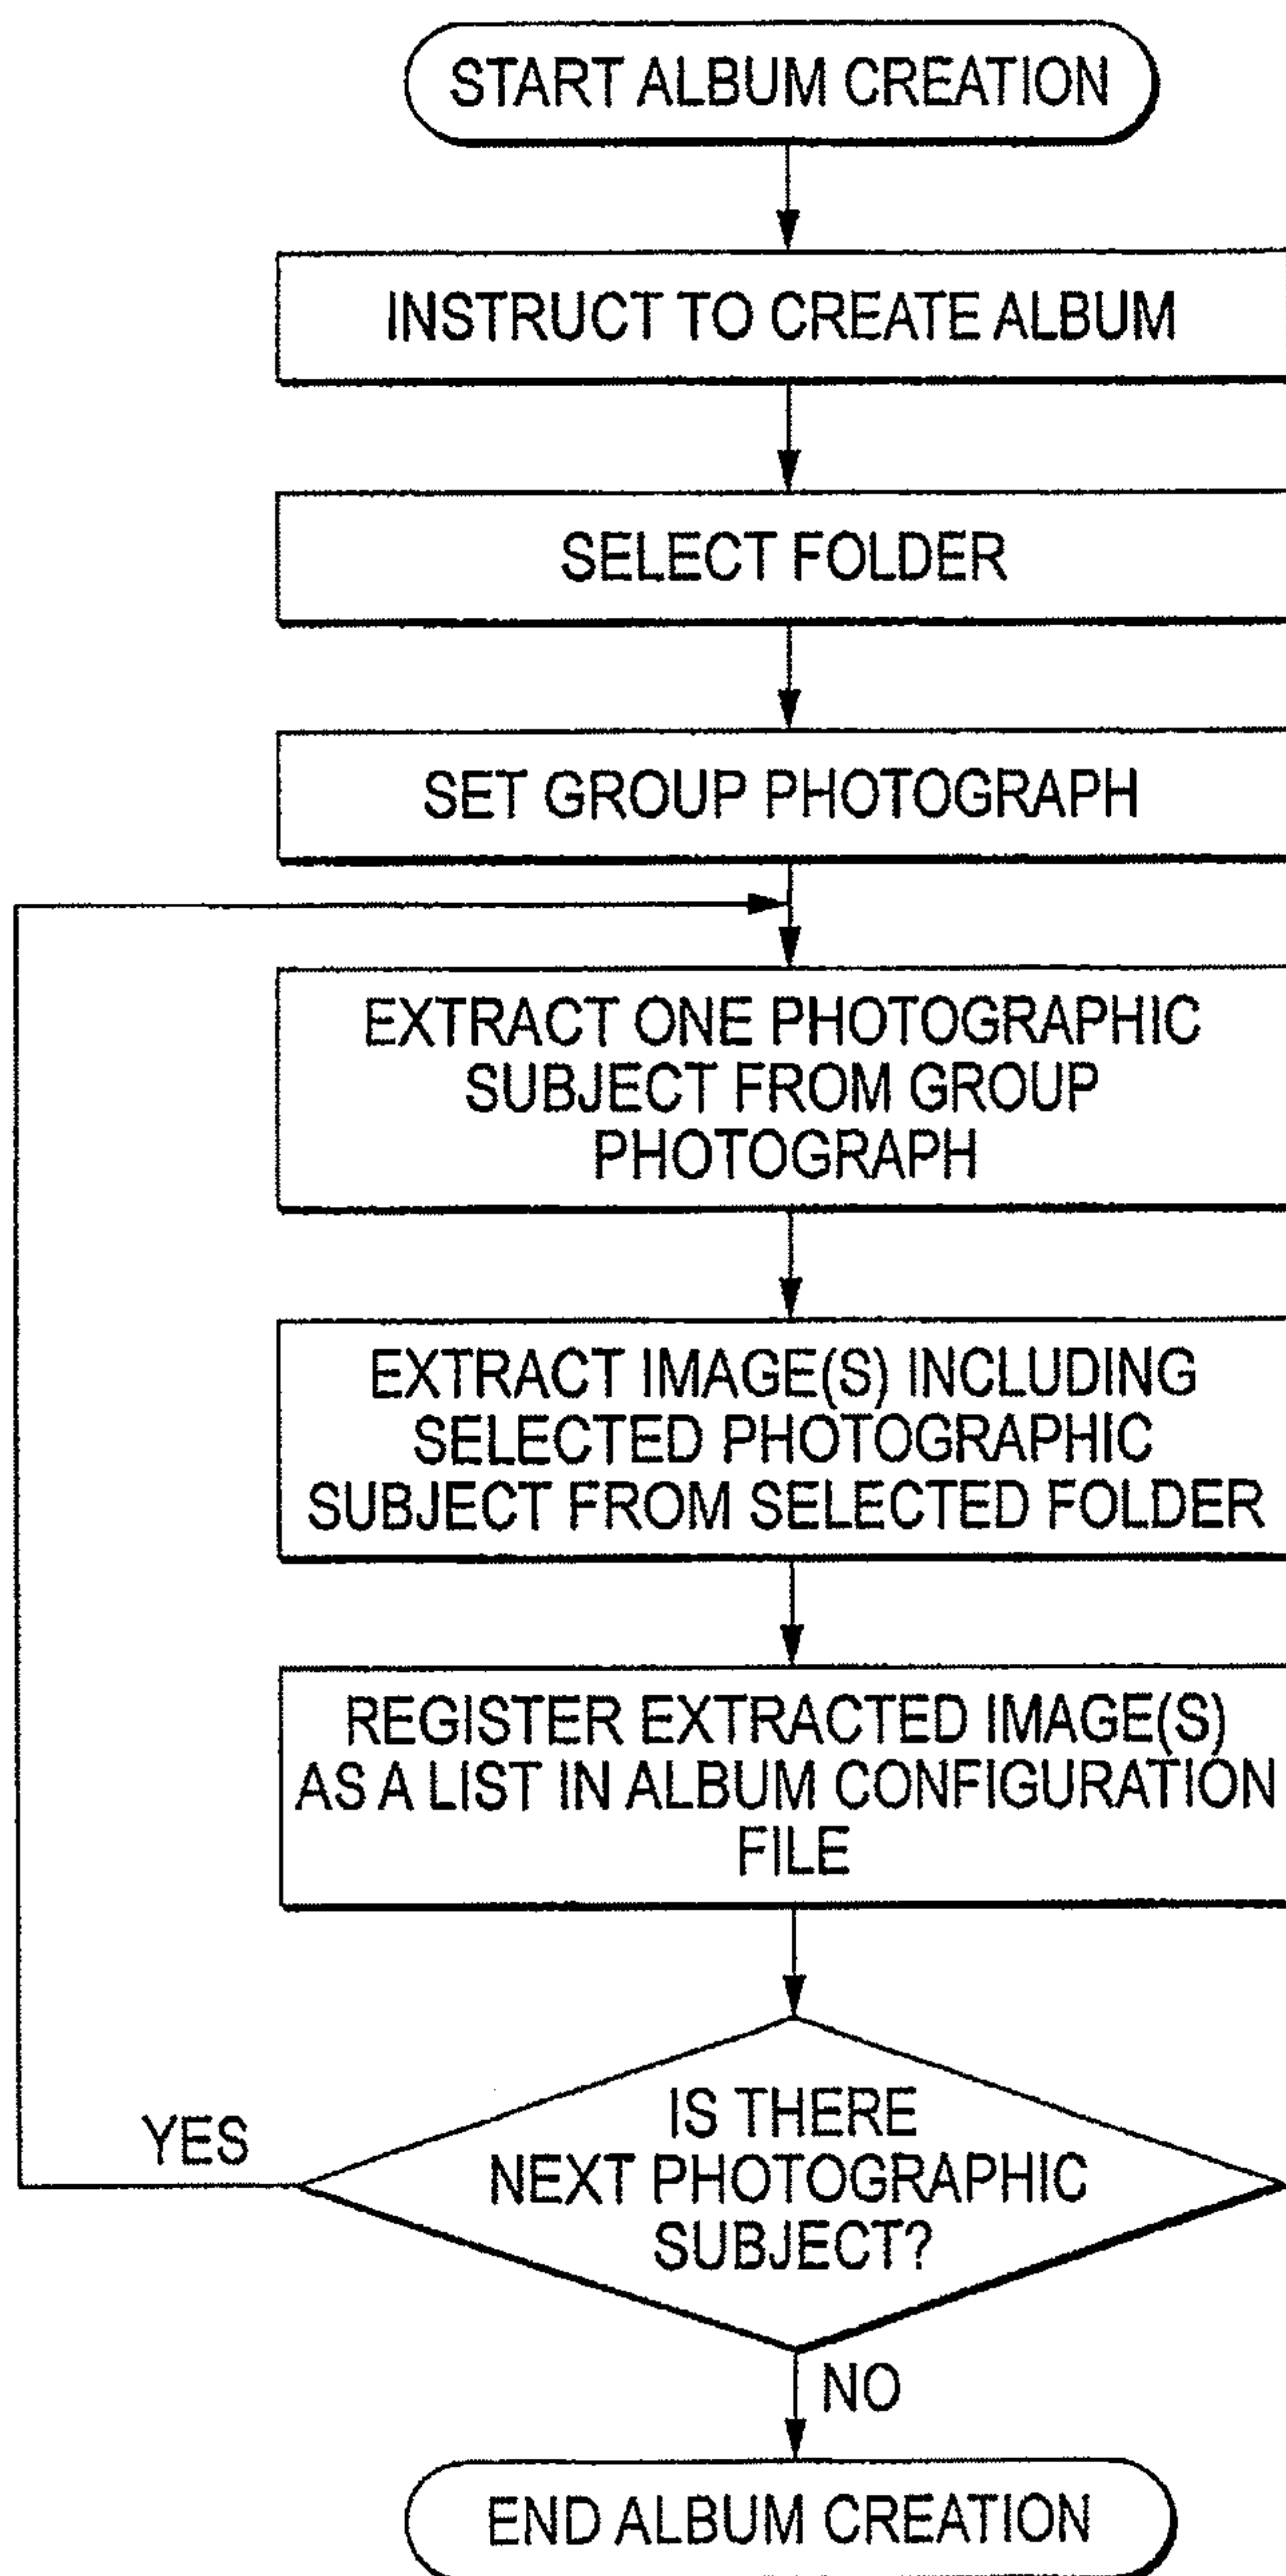 START ALBUM CREATION
INSTRUCT TO CREATE ALBUM
SELECT FOLDER
SET GROUP PHOTOGRAPH
EXTRACT ONE PHOTOGRAPHIC
SUBJECT FROM GROUP
PHOTOGRAPH
EXTRACT IMAGE(S) INCLUDING
SELECTED PHOTOGRAPHIC
SUBJECT FROM SELECTED FOLDER
REGISTER EXTRACTED IMAGE(S)
AS A LIST IN ALBUM CONFIGURATION
FILE
IS THERE
NEXT PHOTOGRAPHIC
SUBJECT?
YES
NO
END ALBUM CREATION